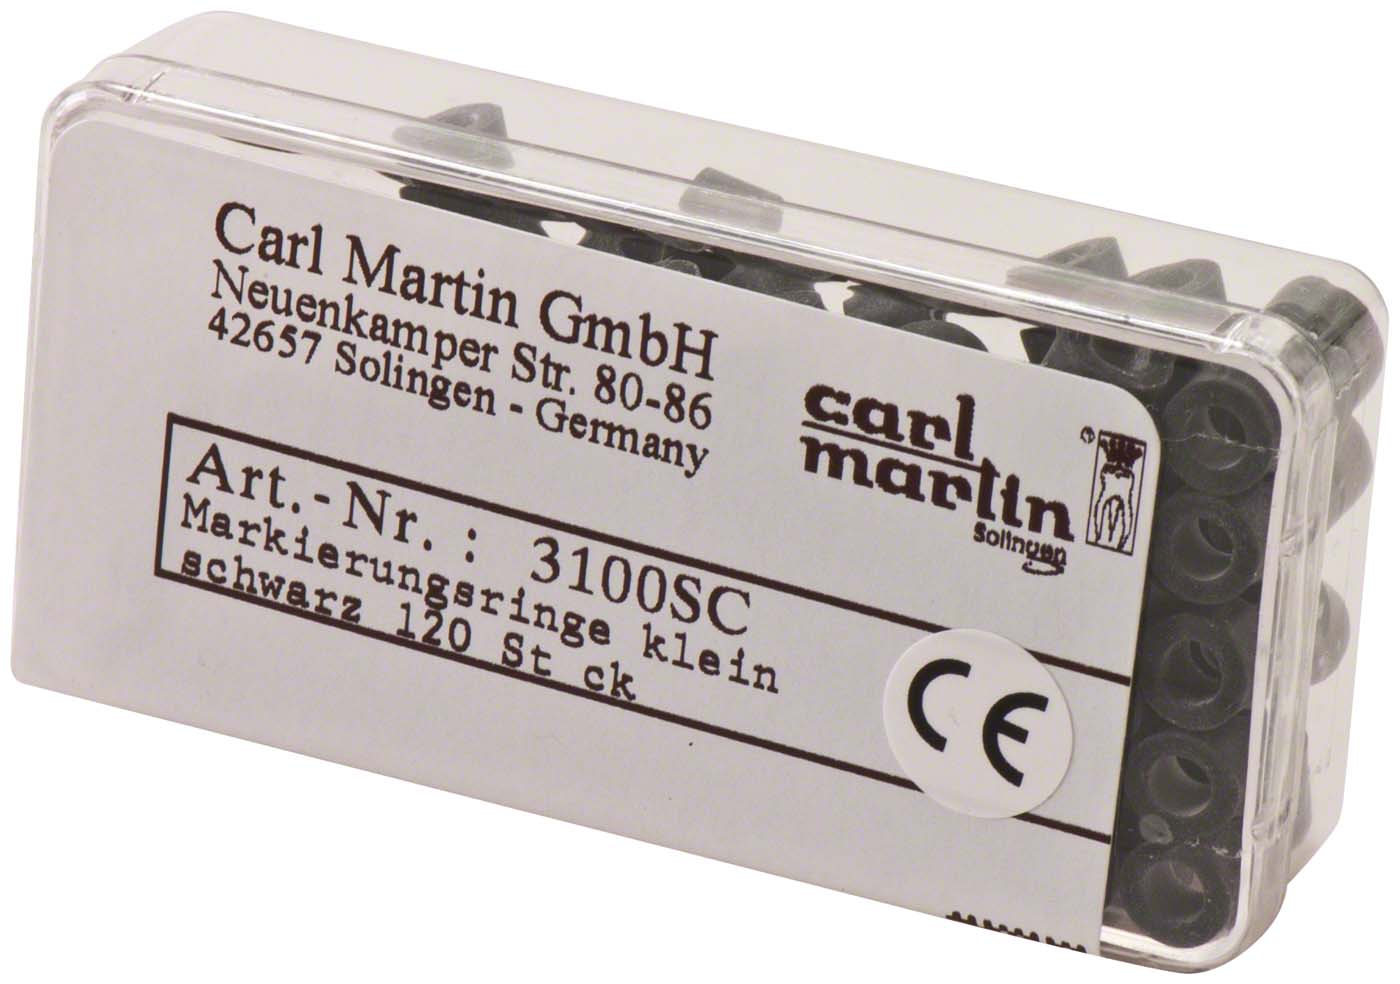 Carl Martin GmbH
Neuenkamper Str. 80-86
42657 Solingen - Germany
carl
martin
Solingen
®
Art.-Nr. : 3100SC
Markierungsringe klein
schwarz 120 St ck
CE